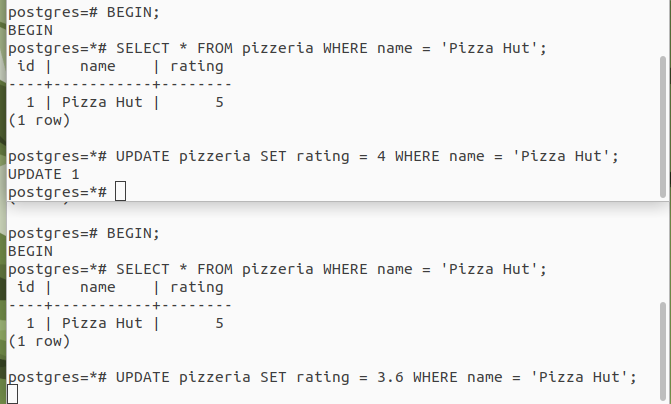 postgres=# BEGIN;
BEGIN
postgres=*# SELECT * FROM pizzeria WHERE name = 'Pizza Hut';
 id |   name    | rating
----+-----------+--------
  1 | Pizza Hut |      5
(1 row)

postgres=*# UPDATE pizzeria SET rating = 4 WHERE name = 'Pizza Hut';
UPDATE 1
postgres=*#
postgres=# BEGIN;
BEGIN
postgres=*# SELECT * FROM pizzeria WHERE name = 'Pizza Hut';
 id |   name    | rating
----+-----------+--------
  1 | Pizza Hut |      5
(1 row)

postgres=*# UPDATE pizzeria SET rating = 3.6 WHERE name = 'Pizza Hut';